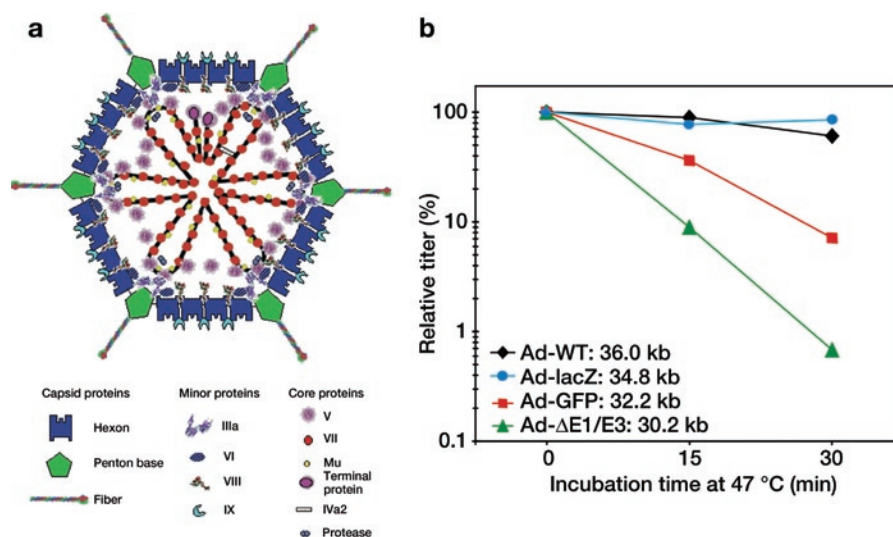 a
Capsid proteins
Hexon
Penton base
Fiber
Minor proteins
IIIa
VI
VIII
IX
Core proteins
V
VII
Mu
Terminal
protein
IVa2
Protease
b
Relative titer (%)
100
10
1
0.1
Ad-WT: 36.0 kb
Ad-lacZ: 34.8 kb
Ad-GFP: 32.2 kb
Ad-ΔE1/E3: 30.2 kb
0 15 30
Incubation time at 47 °C (min)